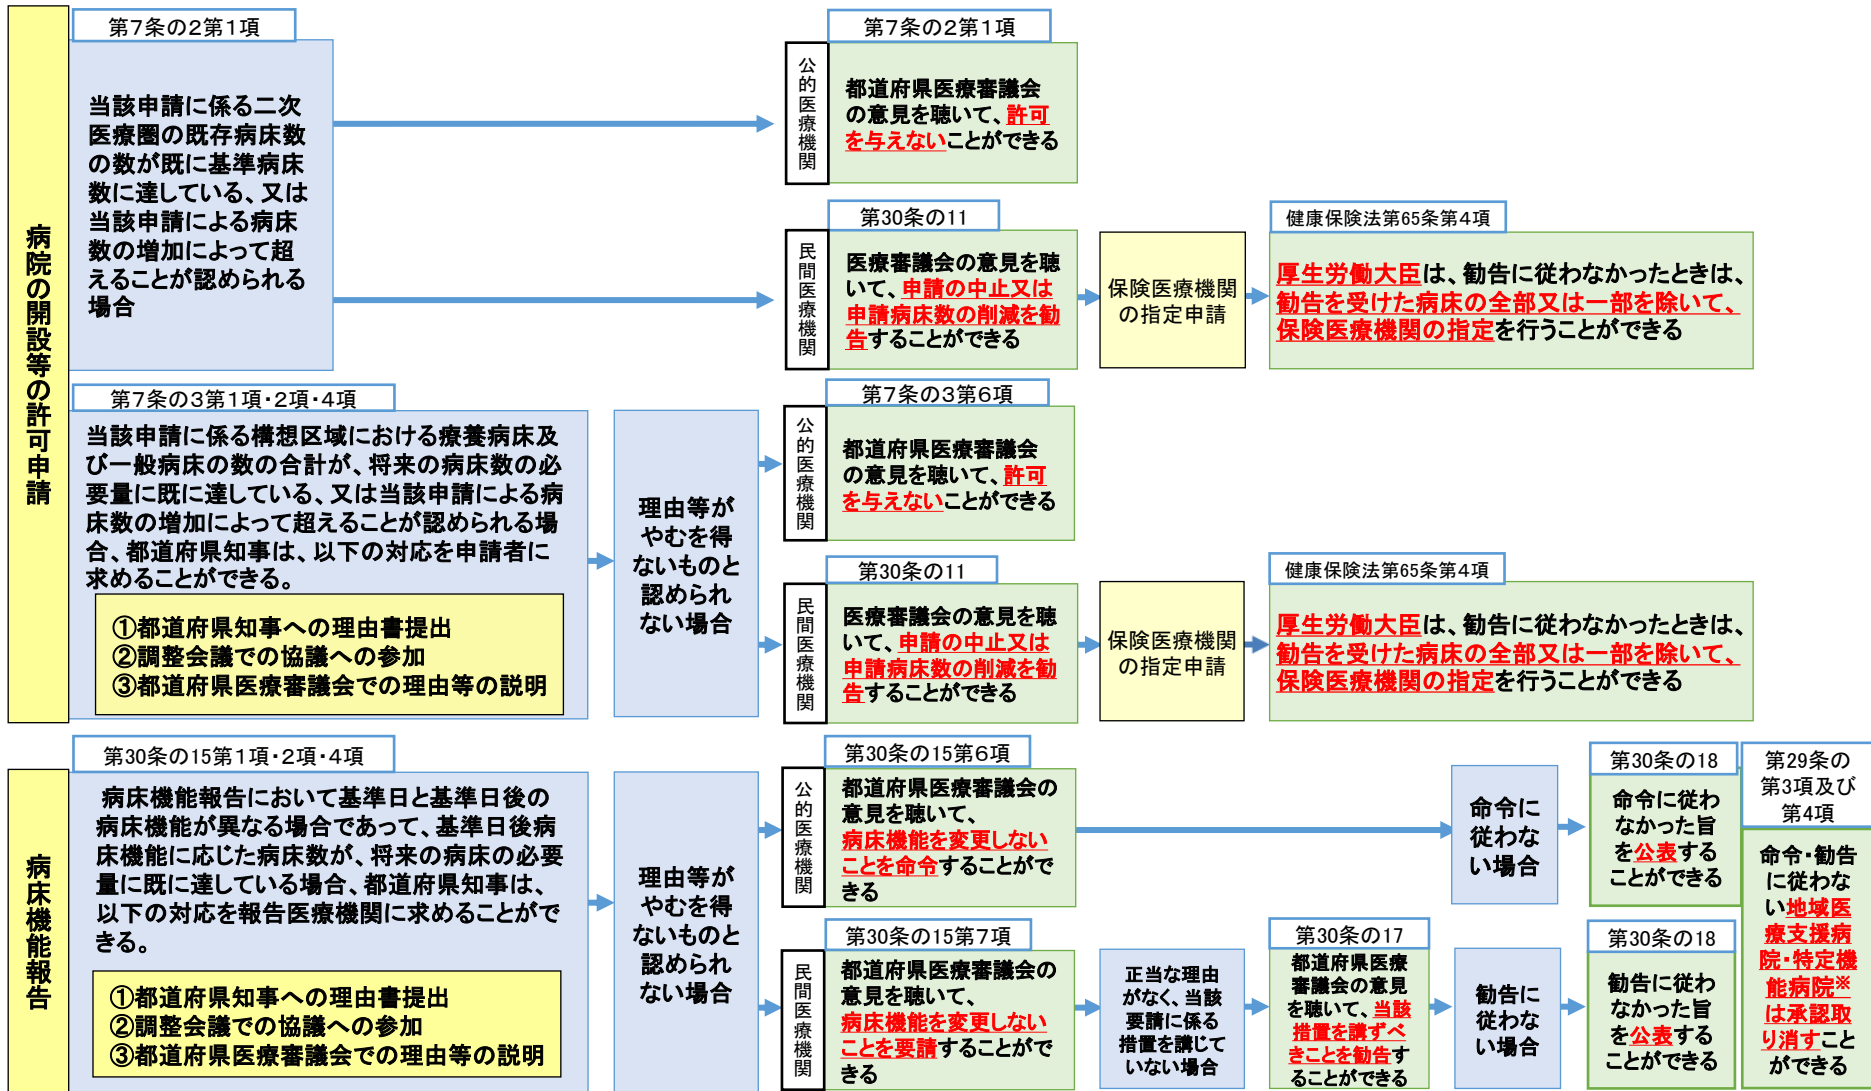 病院の開設等の許可申請
第7条の2第1項
当該申請に係る二次
医療圏の既存病床数
の数が既に基準病床
数に達している、又は
当該申請による病床
数の増加によって超
えることが認められる
場合
第7条の2第1項
公的医療機関
都道府県医療審議会
の意見を聴いて、許可
を与えないことができる
第30条の11
民間医療機関
医療審議会の意見を聴
いて、申請の中止又は
申請病床数の削減を勧
告することができる
保険医療機関
の指定申請
健康保険法第65条第4項
厚生労働大臣は、勧告に従わなかったときは、
勧告を受けた病床の全部又は一部を除いて、
保険医療機関の指定を行うことができる
第7条の3第1項・2項・4項
当該申請に係る構想区域における療養病床及
び一般病床の数の合計が、将来の病床数の必
要量に既に達している、又は当該申請による病
床数の増加によって超えることが認められる場
合、都道府県知事は、以下の対応を申請者に
求めることができる。
①都道府県知事への理由書提出
②調整会議での協議への参加
③都道府県医療審議会での理由等の説明
理由等が
やむを得
ないものと
認められ
ない場合
第7条の3第6項
公的医療機関
都道府県医療審議会
の意見を聴いて、許可
を与えないことができる
第30条の11
民間医療機関
医療審議会の意見を聴
いて、申請の中止又は
申請病床数の削減を勧
告することができる
保険医療機関
の指定申請
健康保険法第65条第4項
厚生労働大臣は、勧告に従わなかったときは、
勧告を受けた病床の全部又は一部を除いて、
保険医療機関の指定を行うことができる
病床機能報告
第30条の15第1項・2項・4項
病床機能報告において基準日と基準日後の
病床機能が異なる場合であって、基準日後病
床機能に応じた病床数が、将来の病床の必要
量に既に達している場合、都道府県知事は、
以下の対応を報告医療機関に求めることがで
きる。
①都道府県知事への理由書提出
②調整会議での協議への参加
③都道府県医療審議会での理由等の説明
理由等が
やむを得
ないものと
認められ
ない場合
第30条の15第6項
公的医療機関
都道府県医療審議会の
意見を聴いて、
病床機能を変更しない
ことを命令することがで
きる
命令に
従わな
い場合
第30条の18
命令に従わ
なかった旨
を公表する
ことができる
第30条の15第7項
民間医療機関
都道府県医療審議会の
意見を聴いて、
病床機能を変更しない
ことを要請することがで
きる
正当な理由
がなく、当該
要請に係る
措置を講じて
いない場合
第30条の17
都道府県医療
審議会の意見
を聴いて、当該
措置を講ずべ
きことを勧告す
ることができる
勧告に
従わな
い場合
第30条の18
勧告に従わ
なかった旨
を公表する
ことができる
第29条の
第3項及び
第4項
命令・勧告
に従わな
い地域医
療支援病
院・特定機
能病院※
は承認取
り消すこと
ができる